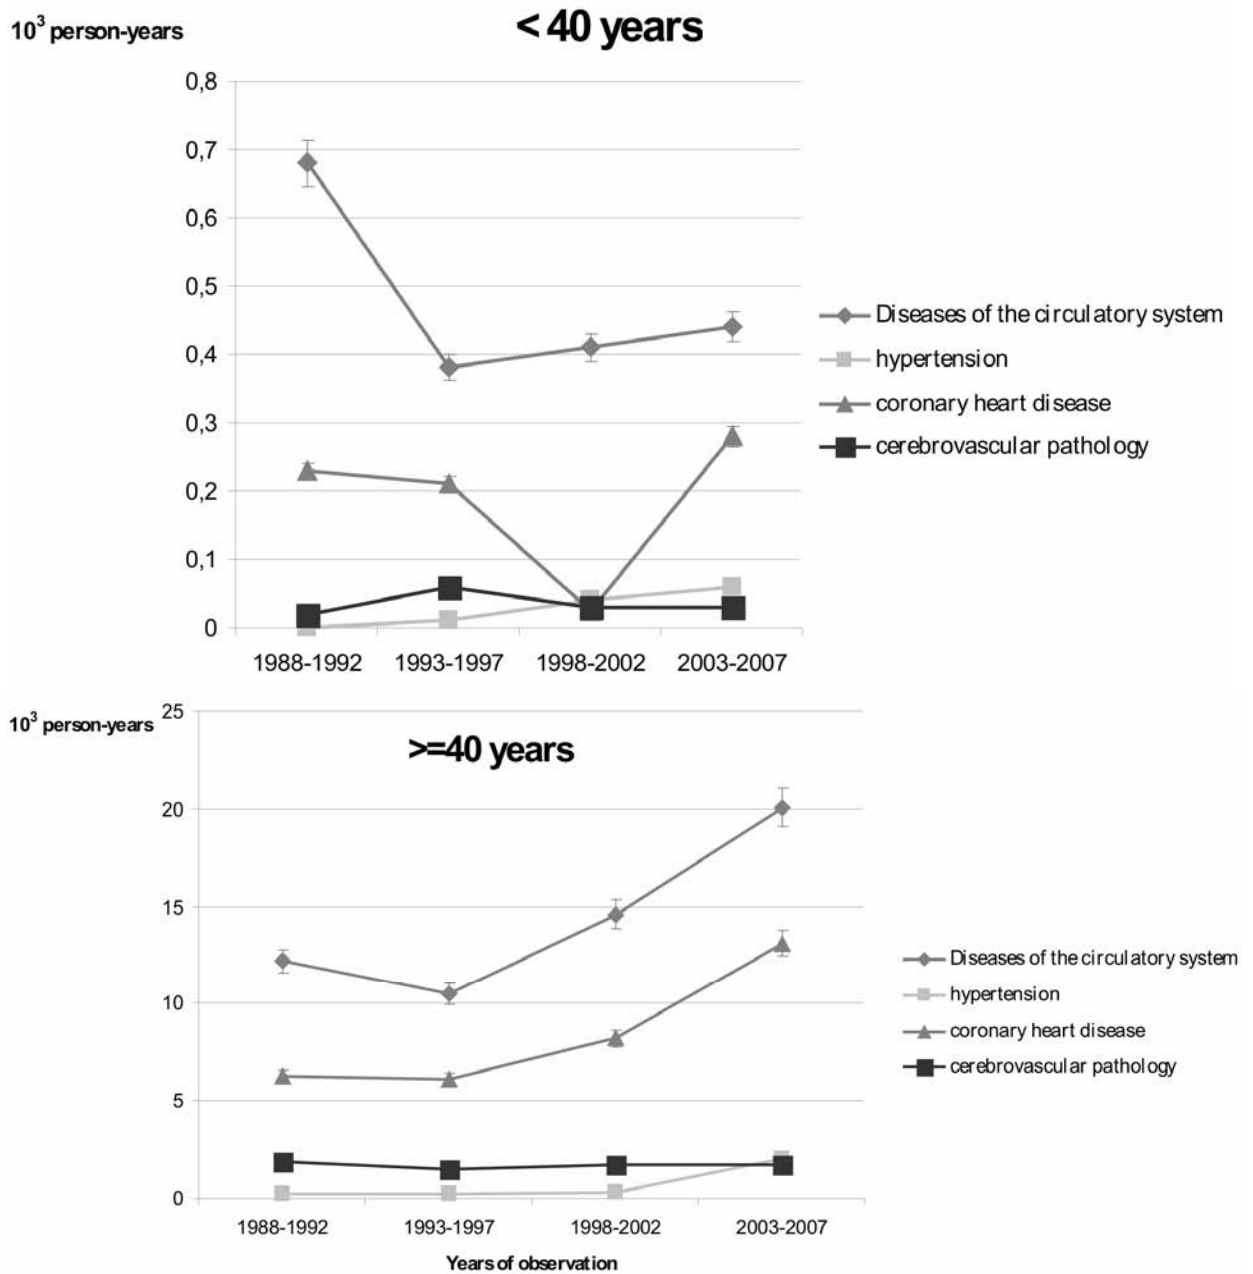 10³ person-years
< 40 years
0,8
0,7
0,6
0,5
0,4
0,3
0,2
0,1
0
1988-1992 1993-1997 1998-2002 2003-2007
Diseases of the circulatory system
hypertension
coronary heart disease
cerebrovascular pathology
10³ person-years
>=40 years
25
20
15
10
5
0
1988-1992 1993-1997 1998-2002 2003-2007
Years of observation
Diseases of the circulatory system
hypertension
coronary heart disease
cerebrovascular pathology